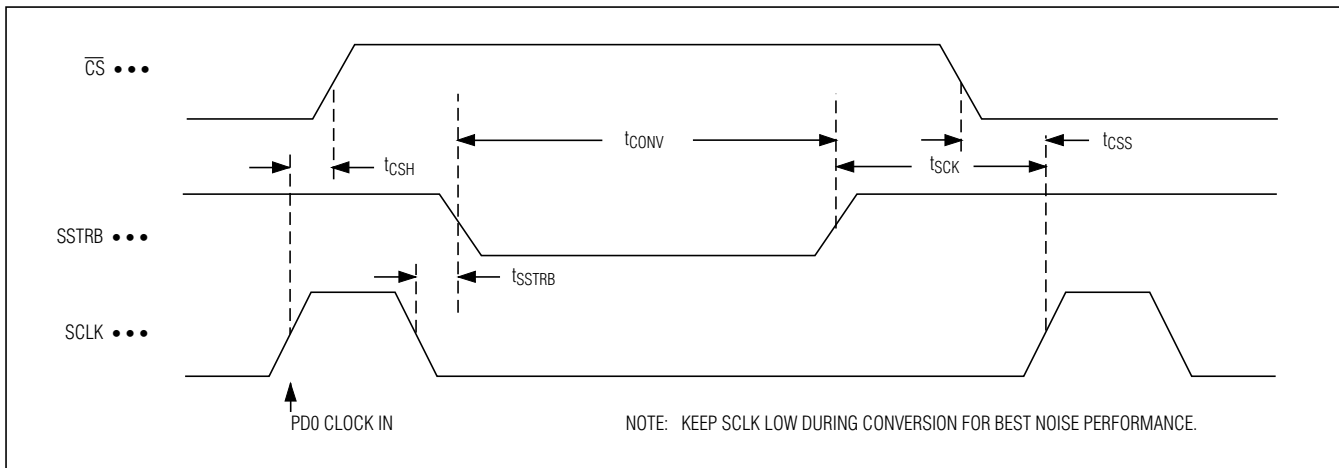 C̅S̅ •••
tCONV
tCSS
tCSH
tSCK
SSTRB •••
tSSTRB
SCLK •••
PD0 CLOCK IN
NOTE: KEEP SCLK LOW DURING CONVERSION FOR BEST NOISE PERFORMANCE.